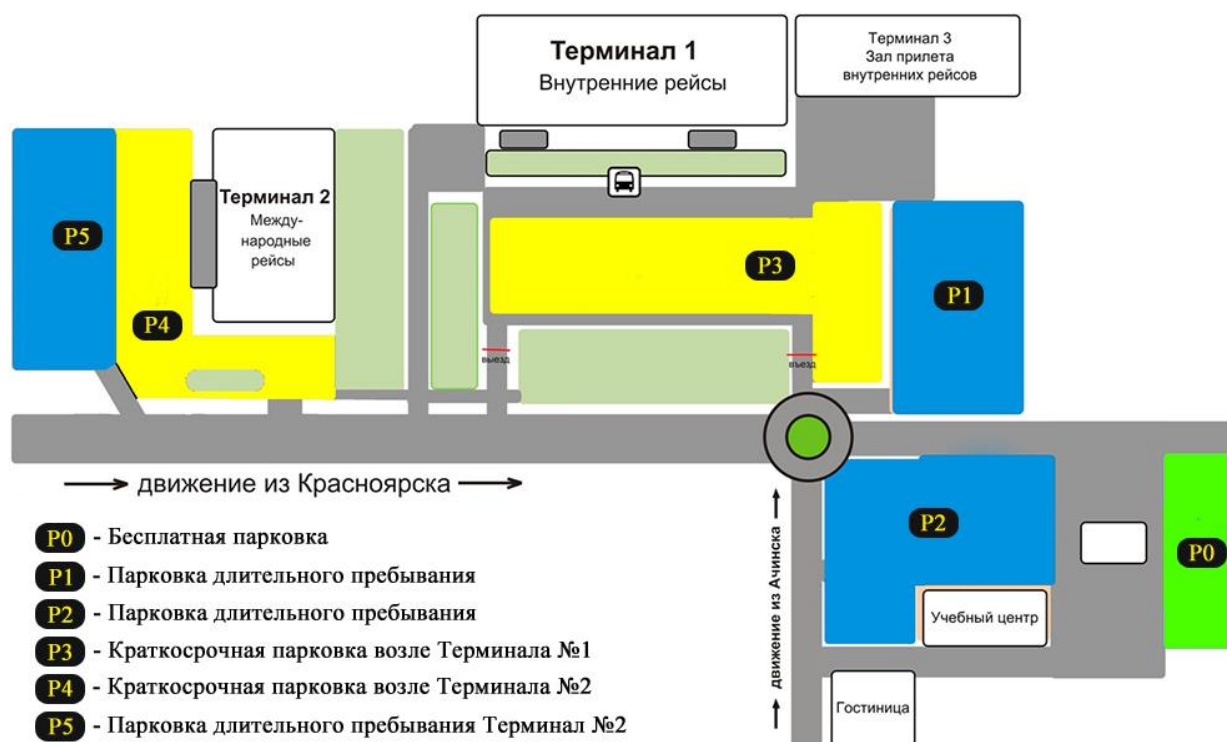 Терминал 1
Внутренние рейсы
Терминал 3
Зал прилета
внутренних рейсов
Терминал 2
Между-
народные
рейсы
P5
P4
P3
P1
выезд
въезд
движение из Красноярска
движение из Ачинска
P2
P0
Учебный центр
Гостиница
P0 - Бесплатная парковка
P1 - Парковка длительного пребывания
P2 - Парковка длительного пребывания
P3 - Краткосрочная парковка возле Терминала №1
P4 - Краткосрочная парковка возле Терминала №2
P5 - Парковка длительного пребывания Терминал №2